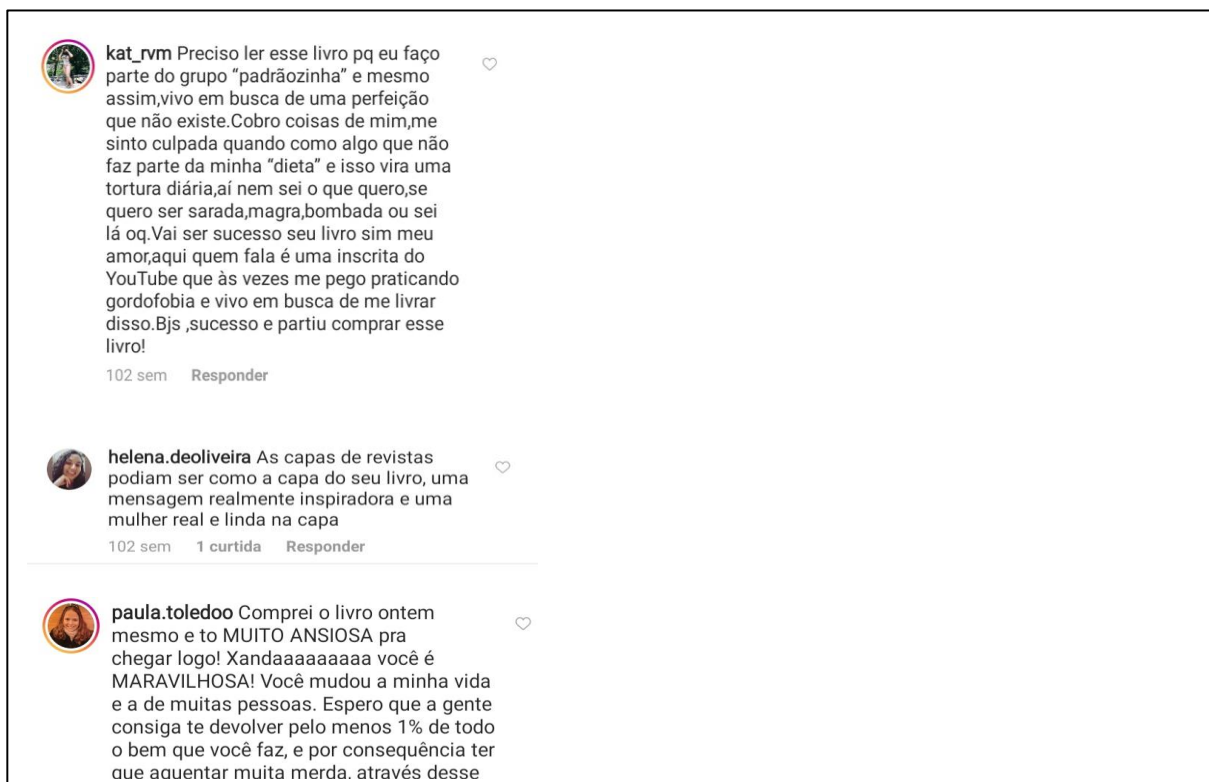 kat_rvm Preciso ler esse livro pq eu faço
parte do grupo “padrãozinha” e mesmo
assim,vivo em busca de uma perfeição
que não existe.Cobro coisas de mim,me
sinto culpada quando como algo que não
faz parte da minha “dieta” e isso vira uma
tortura diária,aí nem sei o que quero,se
quero ser sarada,magra,bombada ou sei
lá oq.Vai ser sucesso seu livro sim meu
amor,aqui quem fala é uma inscrita do
YouTube que às vezes me pego praticando
gordofobia e vivo em busca de me livrar
disso.Bjs ,sucesso e partiu comprar esse
livro!
102 sem Responder
helena.deoliveira As capas de revistas
podiam ser como a capa do seu livro, uma
mensagem realmente inspiradora e uma
mulher real e linda na capa
102 sem 1 curtida Responder
paula.toledoo Comprei o livro ontem
mesmo e to MUITO ANSIOSA pra
chegar logo! Xandaaaaaaaaa você é
MARAVILHOSA! Você mudou a minha vida
e a de muitas pessoas. Espero que a gente
consiga te devolver pelo menos 1% de todo
o bem que você faz, e por consequência ter
que aguentar muita merda, através desse